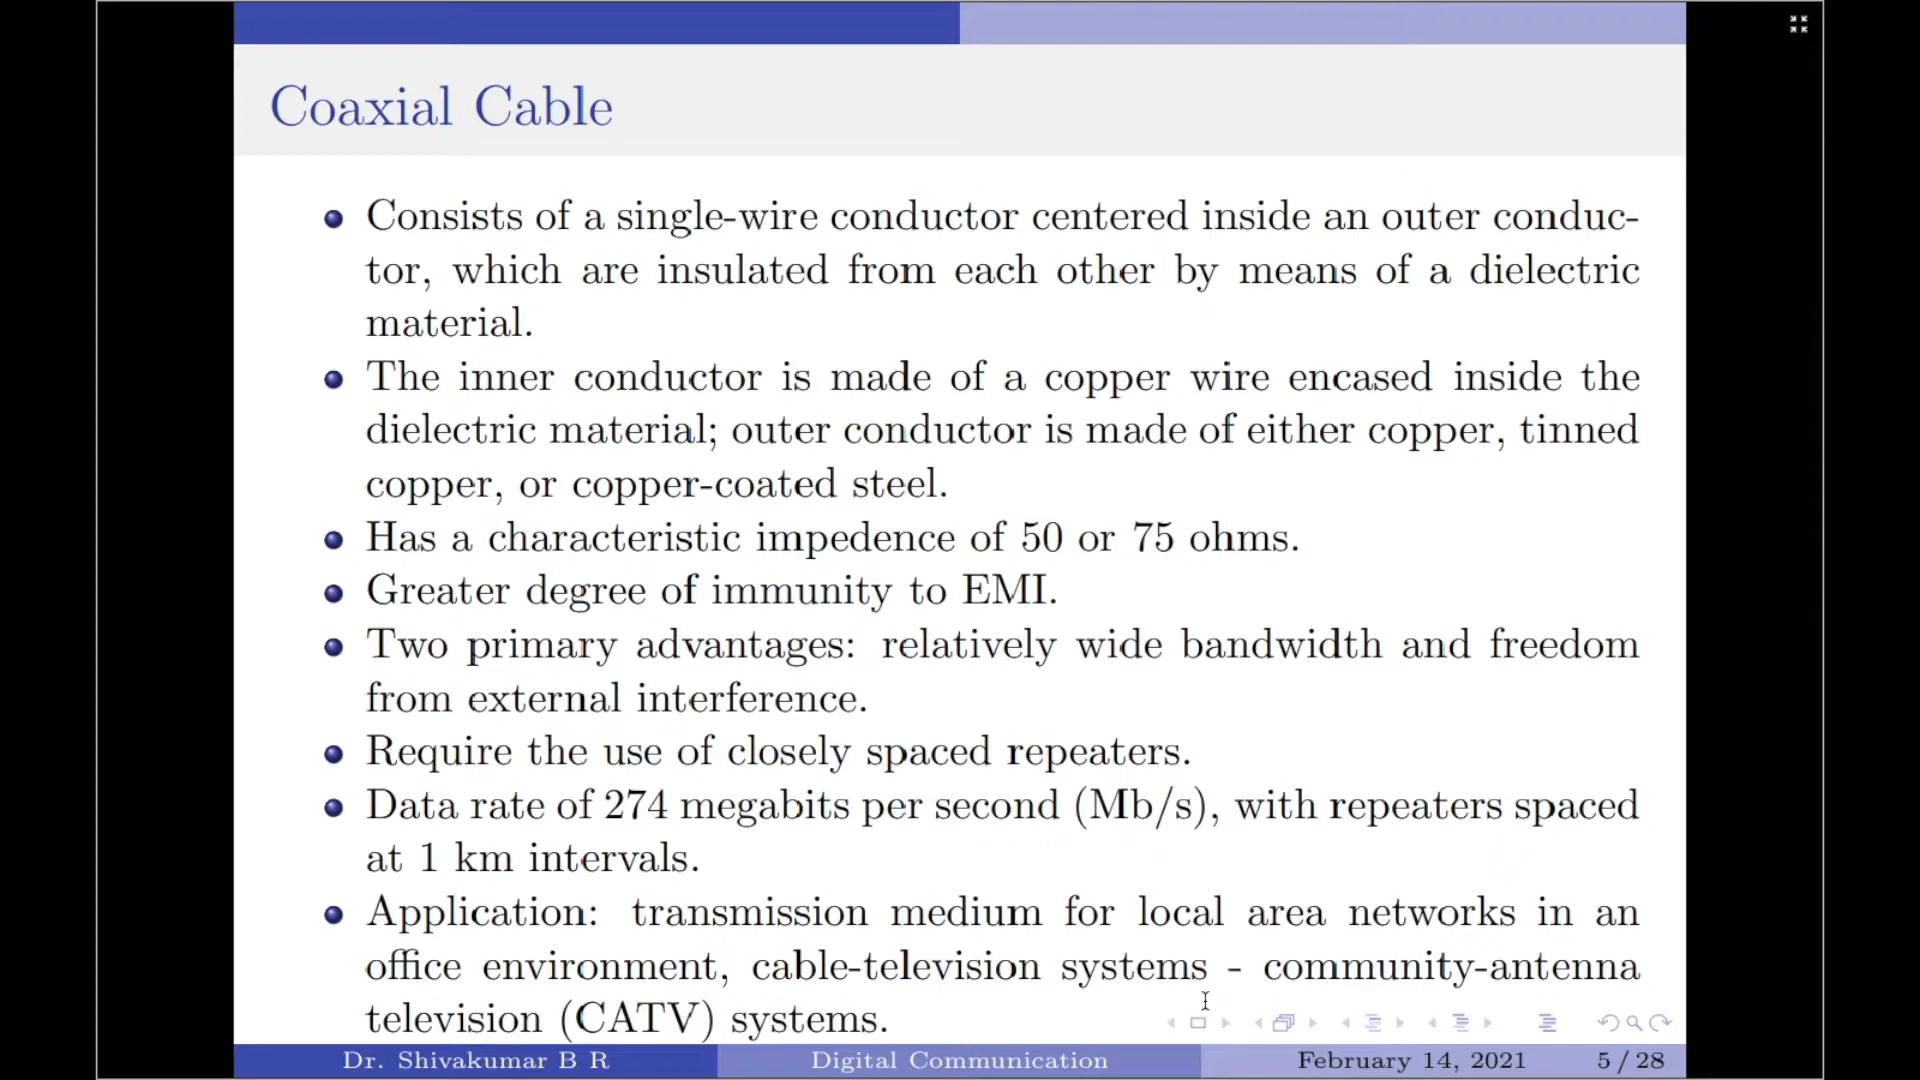 Coaxial Cable
Consists of a single-wire conductor centered inside an outer conduc-
tor, which are insulated from each other by means of a dielectric
material.
The inner conductor is made of a copper wire encased inside the
dielectric material; outer conductor is made of either copper, tinned
copper, or copper-coated steel.
Has a characteristic impedence of 50 or 75 ohms.
Greater degree of immunity to EMI.
Two primary advantages: relatively wide bandwidth and freedom
from external interference.
Require the use of closely spaced repeaters.
Data rate of 274 megabits per second (Mb/s), with repeaters spaced
at 1 km intervals.
Application: transmission medium for local area networks in an
office environment, cable-television systems - community-antenna
television (CATV) systems.
Dr. Shivakumar B R Digital Communication February 14, 2021 5 / 28